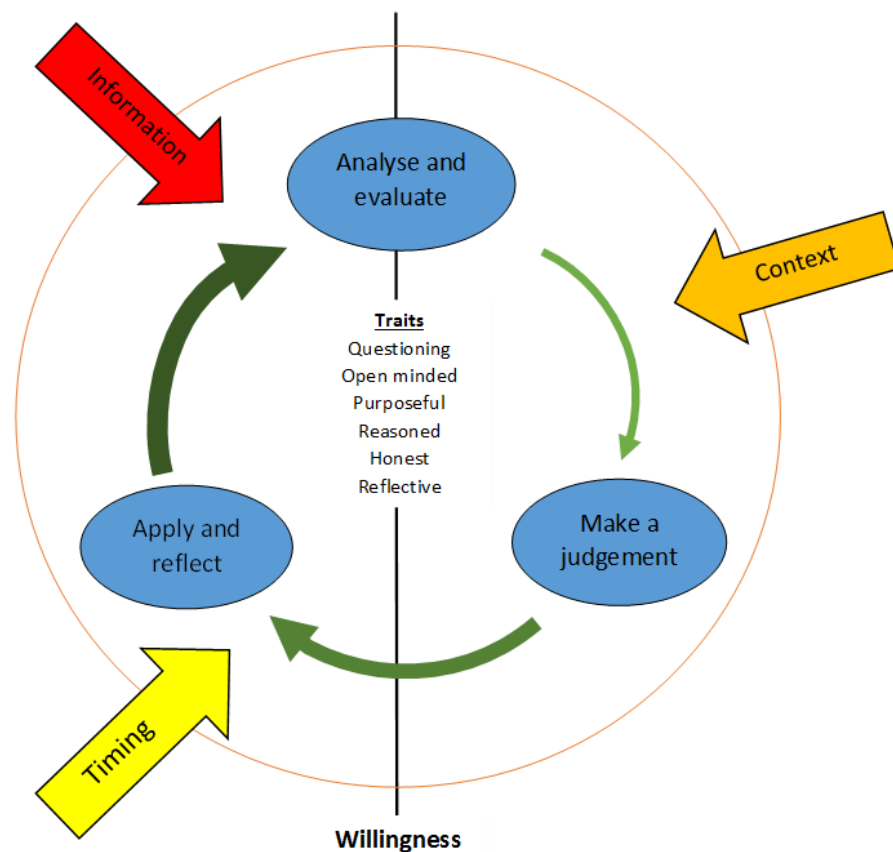 Information
Analyse and
evaluate
Context
Traits
Questioning
Open minded
Purposeful
Reasoned
Honest
Reflective
Apply and
reflect
Make a
judgement
Timing
Willingness